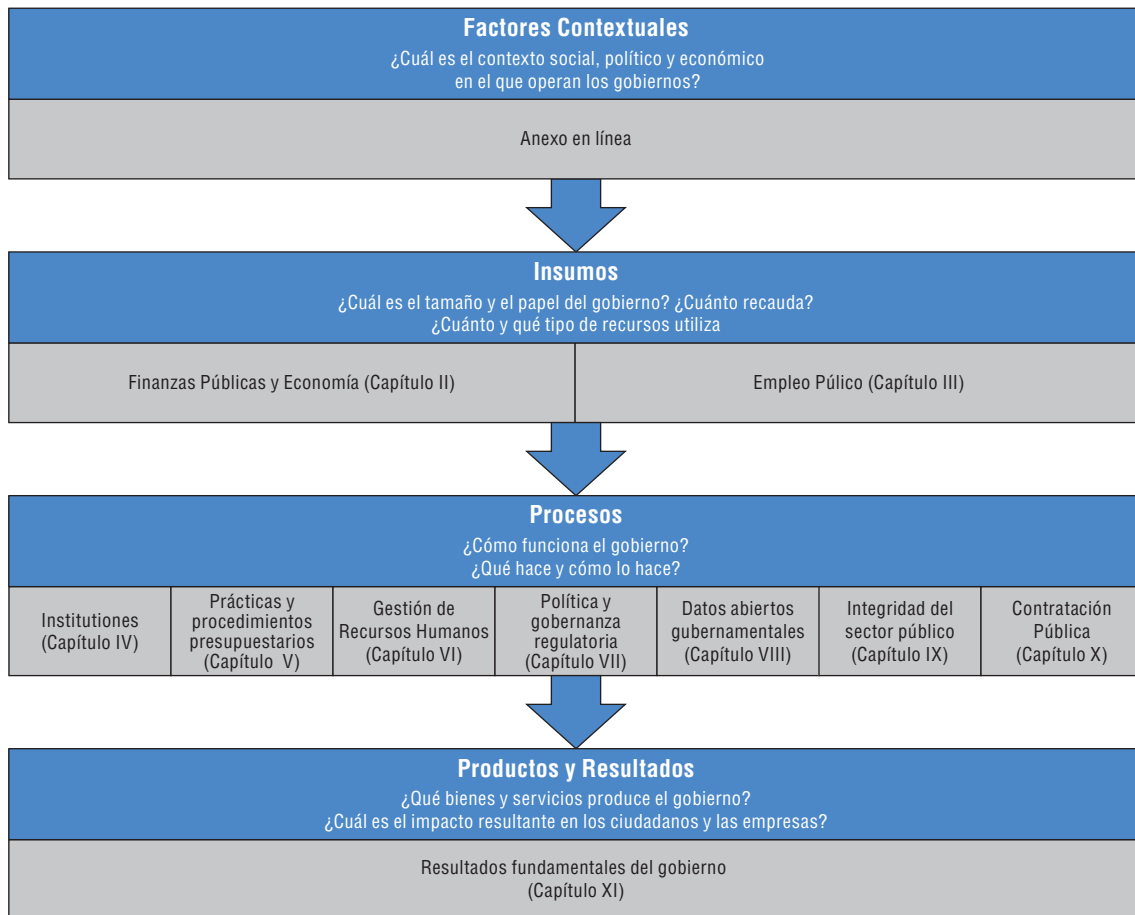 Factores Contextuales
¿Cuál es el contexto social, político y económico
en el que operan los gobiernos?
Anexo en línea
Insumos
¿Cuál es el tamaño y el papel del gobierno? ¿Cuánto recauda?
¿Cuánto y qué tipo de recursos utiliza
Finanzas Públicas y Economía (Capítulo II)
Empleo Púlico (Capítulo III)
Procesos
¿Cómo funciona el gobierno?
¿Qué hace y cómo lo hace?
Institutiones
(Capítulo IV)
Prácticas y
procedimientos
presupuestarios
(Capítulo V)
Gestión de
Recursos Humanos
(Capítulo VI)
Política y
gobernanza
regulatoria
(Capítulo VII)
Datos abiertos
gubernamentales
(Capítulo VIII)
Integridad del
sector público
(Capítulo IX)
Contratación
Pública
(Capítulo X)
Productos y Resultados
¿Qué bienes y servicios produce el gobierno?
¿Cuál es el impacto resultante en los ciudadanos y las empresas?
Resultados fundamentales del gobierno
(Capítulo XI)